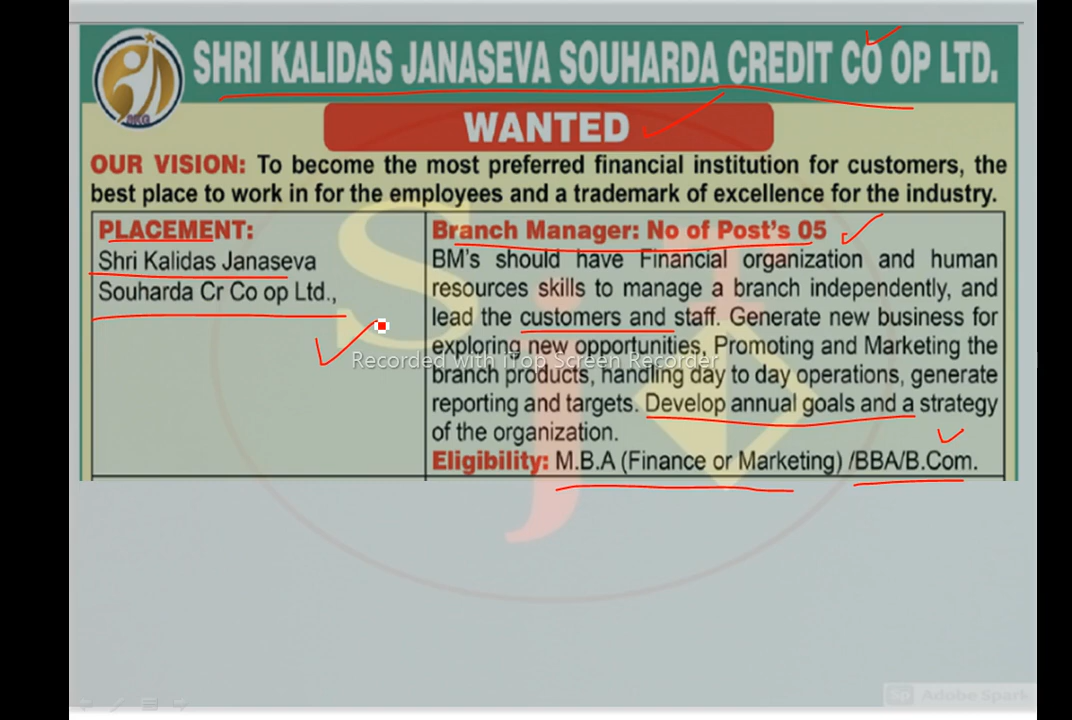 SHRI KALIDAS JANASEVA SOUHARDA CREDIT CO OP LTD.
WANTED
OUR VISION: To become the most preferred financial institution for customers, the
best place to work in for the employees and a trademark of excellence for the industry.
PLACEMENT:
Shri Kalidas Janaseva
Souharda Cr Co op Ltd.,
Branch Manager: No of Post's 05
BM's should have Financial organization and human
resources skills to manage a branch independently, and
lead the customers and staff. Generate new business for
exploring new opportunities, Promoting and Marketing the
branch products, handling day to day operations, generate
reporting and targets. Develop annual goals and a strategy
of the organization.
Eligibility: M.B.A (Finance or Marketing) /BBA/B.Com.
Recorded with iTop Screen Recorder
Sp Adobe Spark